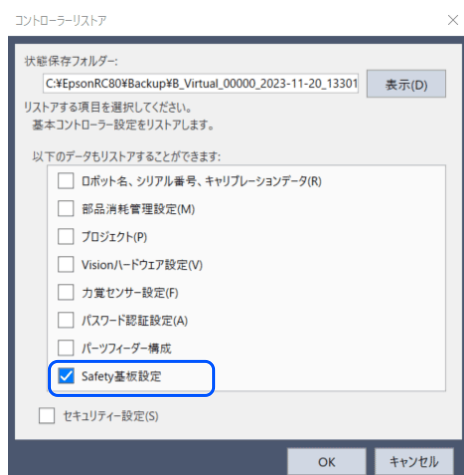 コントローラーリストア
状態保存フォルダー:
C:¥EpsonRC80¥Backup¥B_Virtual_00000_2023-11-20_13301
表示(D)
リストアする項目を選択してください。
基本コントローラー設定をリストアします。
以下のデータもリストアすることができます:
ロボット名、シリアル番号、キャリブレーションデータ(R)
部品消耗管理設定(M)
プロジェクト(P)
Visionハードウェア設定(V)
力覚センサー設定(F)
パスワード認証設定(A)
パーツフィーダー構成
Safety基板設定
セキュリティー設定(S)
OK
キャンセル